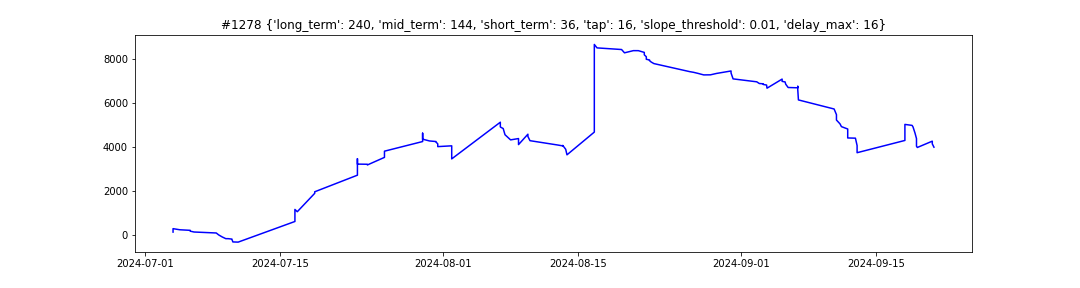 #1278 {'long_term': 240, 'mid_term': 144, 'short_term': 36, 'tap': 16, 'slope_threshold': 0.01, 'delay_max': 16}
8000
6000
4000
2000
0
2024-07-01 2024-07-15 2024-08-01 2024-08-15 2024-09-01 2024-09-15